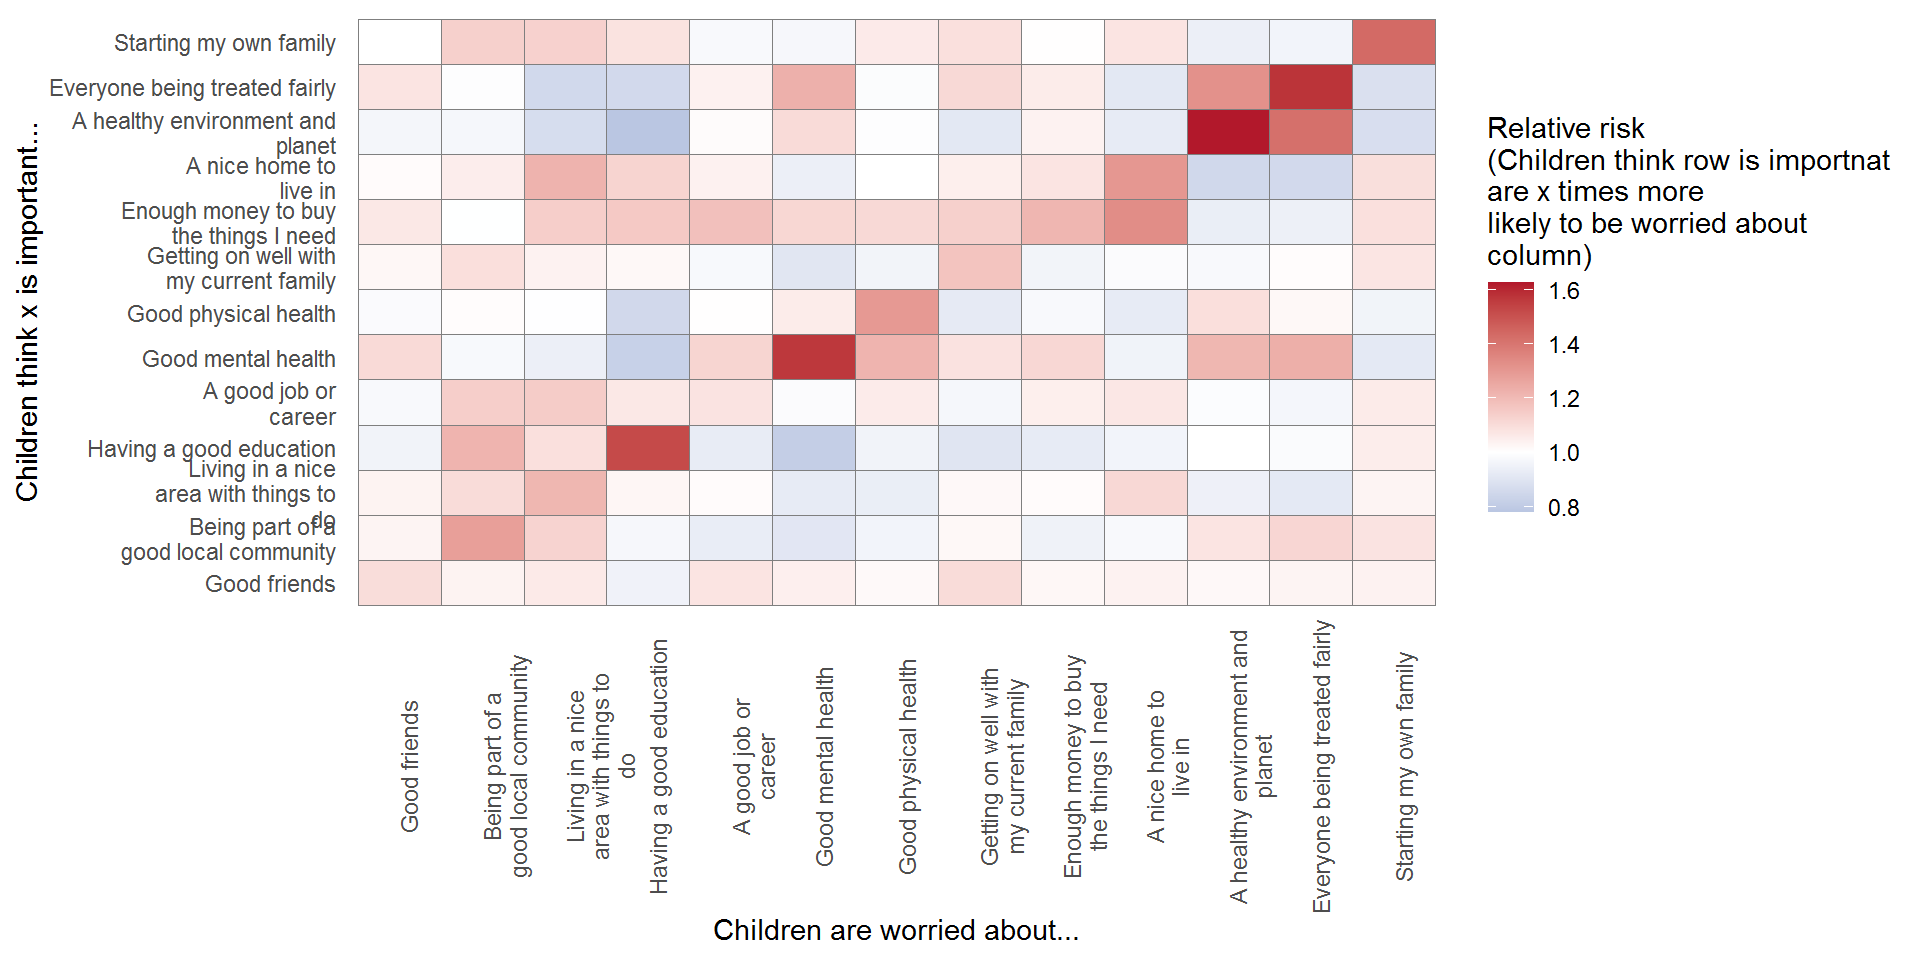 Starting my own family
Everyone being treated fairly
A healthy environment and
planet
A nice home to
live in
Enough money to buy
the things I need
Getting on well with
my current family
Good physical health
Good mental health
A good job or
career
Having a good education
Living in a nice
area with things to
do
Being part of a
good local community
Good friends
Children think x is important...
Good friends
Being part of a
good local community
Living in a nice
area with things to
do
Having a good education
A good job or
career
Good mental health
Good physical health
Getting on well with
my current family
Enough money to buy
the things I need
A nice home to
live in
A healthy environment and
planet
Everyone being treated fairly
Starting my own family
Children are worried about...
Relative risk
(Children think row is importnat
are x times more
likely to be worried about
column)
1.6
1.4
1.2
1.0
0.8